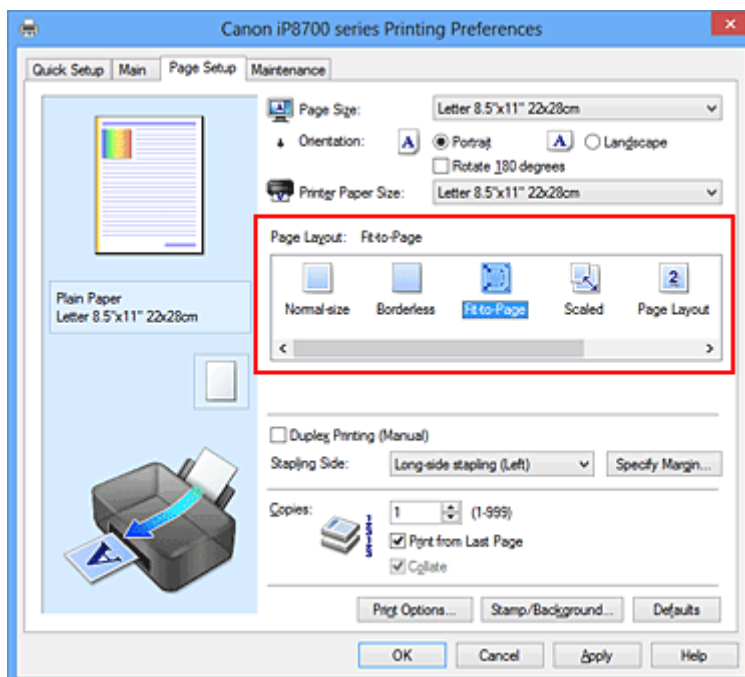 Canon iP8700 series Printing Preferences
Quick Setup Main Page Setup Maintenance
Page Size: Letter 8.5"x11" 22x28cm
Orientation: A Portrait A Landscape
Rotate 180 degrees
Printer Paper Size: Letter 8.5"x11" 22x28cm
Page Layout: Fit-to-Page
2
Normal-size Borderless Fit-to-Page Scaled Page Layout
Plain Paper
Letter 8.5"x11" 22x28cm
Duplex Printing (Manual)
Stapling Side: Long-side stapling (Left) Specify Margin...
Copies: 1 (1-999)
Print from Last Page
Collate
A
Print Options... Stamp/Background... Defaults
OK Cancel Apply Help